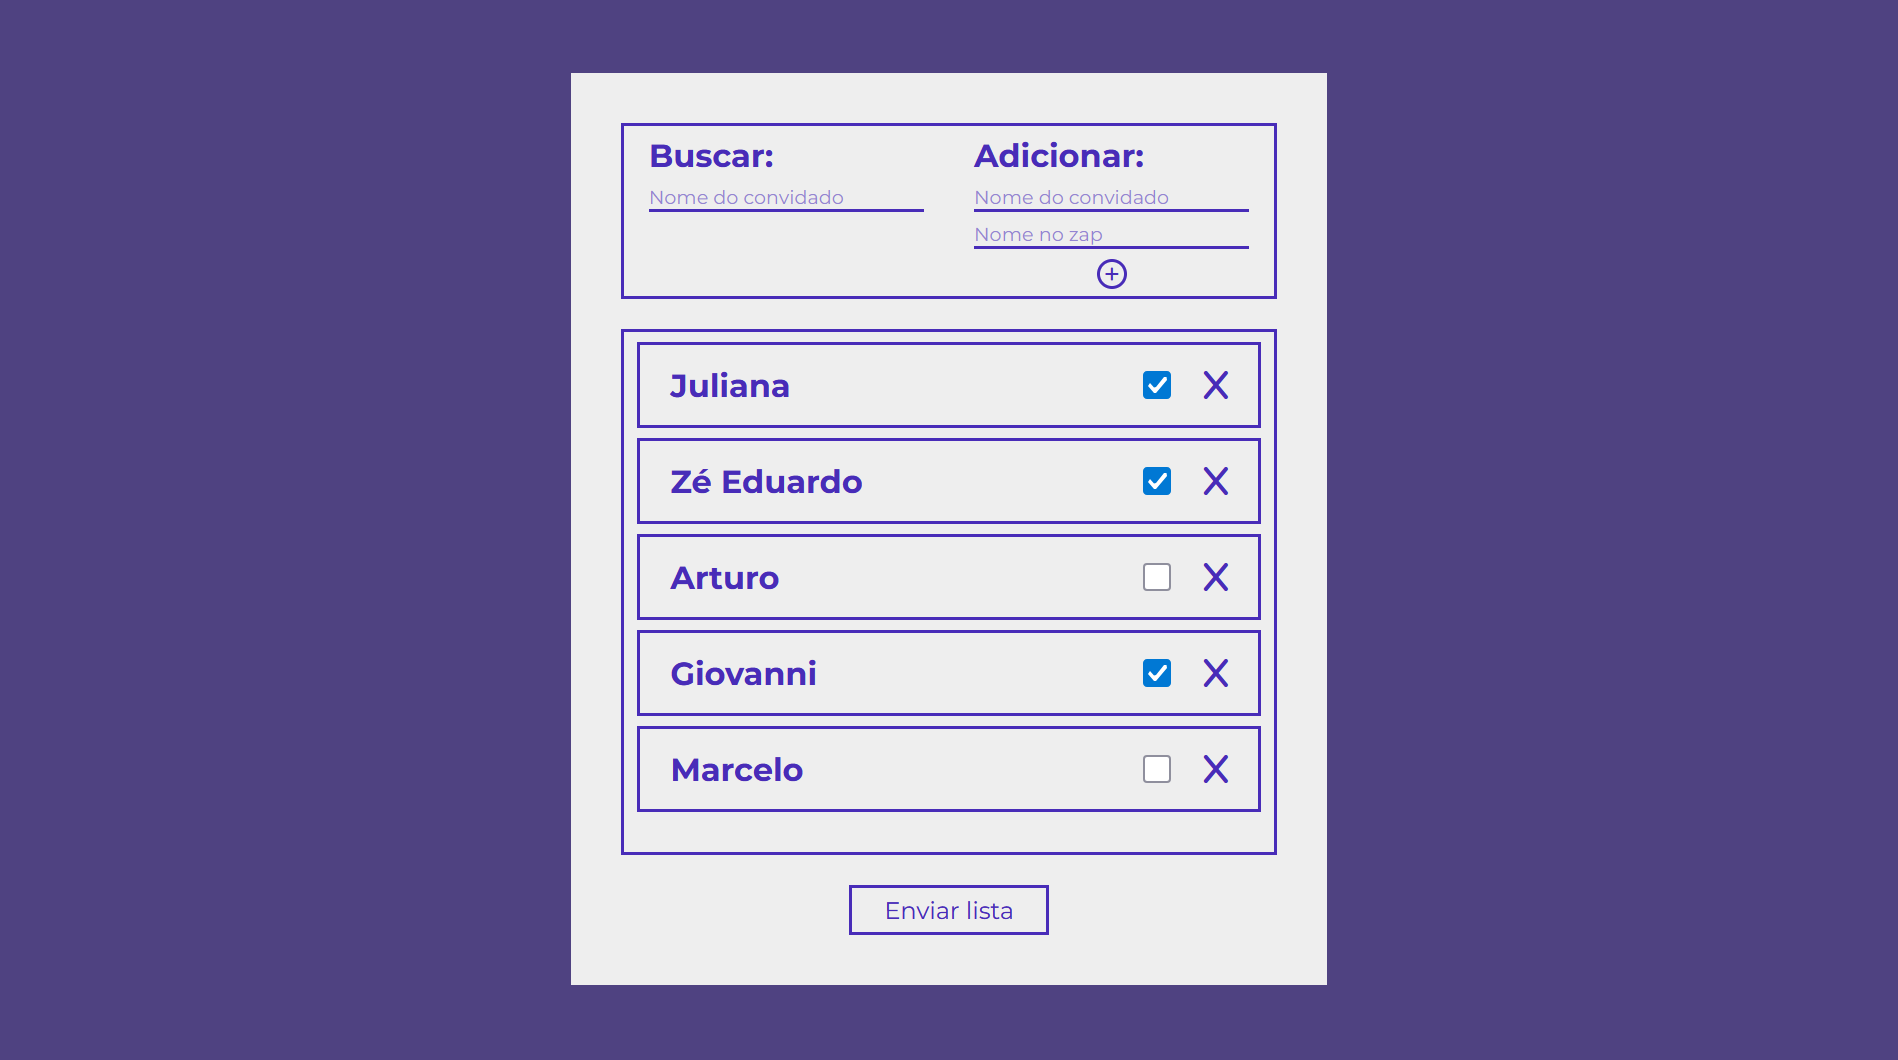 Buscar:
Nome do convidado
Adicionar:
Nome do convidado
Nome no zap
Juliana
Zé Eduardo
Arturo
Giovanni
Marcelo
Enviar lista